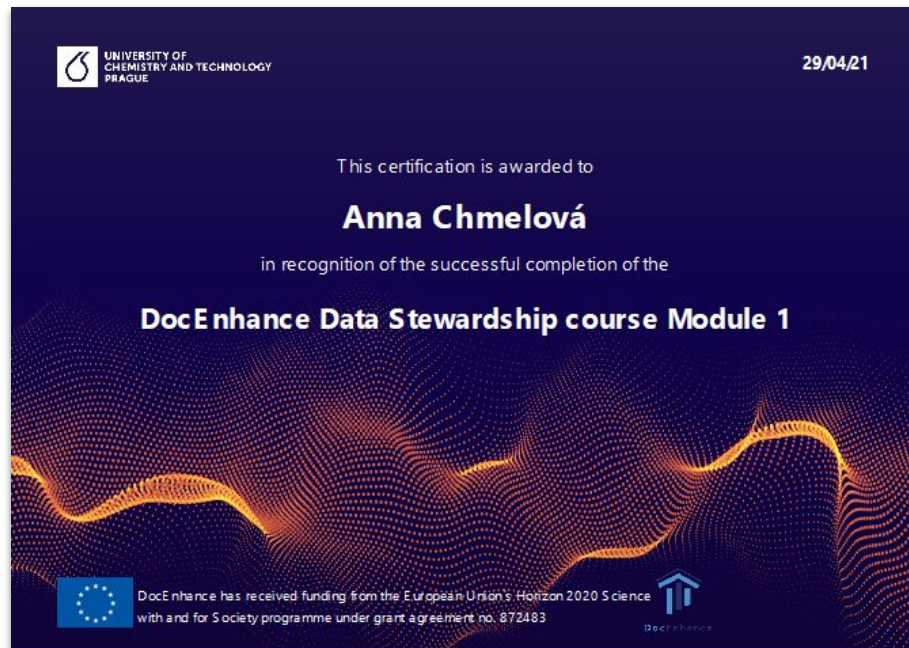 UNIVERSITY OF
CHEMISTRY AND TECHNOLOGY
PRAGUE
29/04/21
This certification is awarded to
Anna Chmelová
in recognition of the successful completion of the
DocEnhance Data Stewardship course Module 1
DocEnhance has received funding from the European Union's Horizon 2020 Science
with and for Society programme under grant agreement no. 872483
DocEnhance